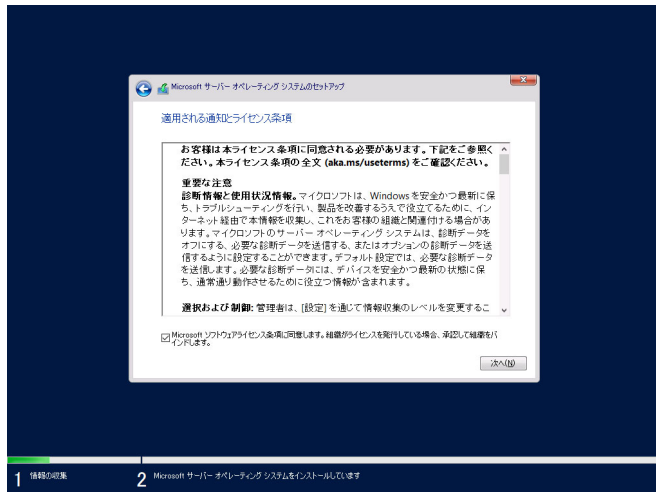 Microsoft サーバー オペレーティング システムのセットアップ
適用される通知とライセンス条項
お客様は本ライセンス条項に同意される必要があります。下記をご参照く
ださい。本ライセンス条項の全文 (aka.ms/useterms) をご確認ください。
重要な注意
診断情報と使用状況情報。マイクロソフトは、Windows を安全かつ最新に保
ち、トラブルシューティングを行い、製品を改善するうえで役立てるために、イン
ターネット経由で本情報を収集し、これをお客様の組織と関連付ける場合があ
ります。マイクロソフトのサーバー オペレーティング システムは、診断データを
オフにする、必要な診断データを送信する、またはオプションの診断データを送
信するように設定することができます。デフォルト設定では、必要な診断データ
を送信します。必要な診断データには、デバイスを安全かつ最新の状態に保
ち、通常通り動作させるために役立つ情報が含まれます。
選択および制御: 管理者は、[設定] を通じて情報収集のレベルを変更するこ
Microsoft ソフトウェアライセンス条項に同意します。組織がライセンスを発行している場合、承認して組織をバ
インドします。
次へ(N)
1 情報の収集
2 Microsoft サーバー オペレーティング システムをインストールしています